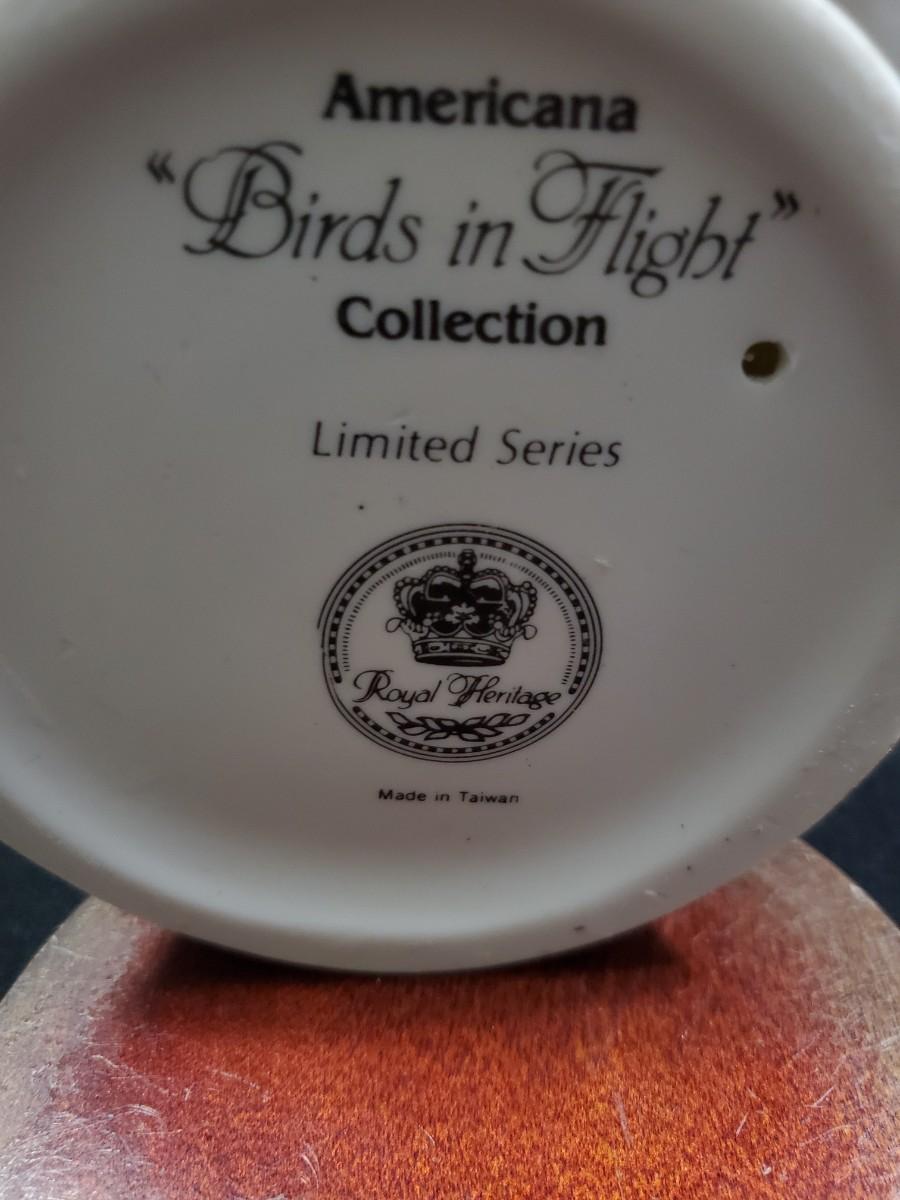 Americana
"Birds in Flight"
Collection
Limited Series
Royal Heritage
Made in Taiwan